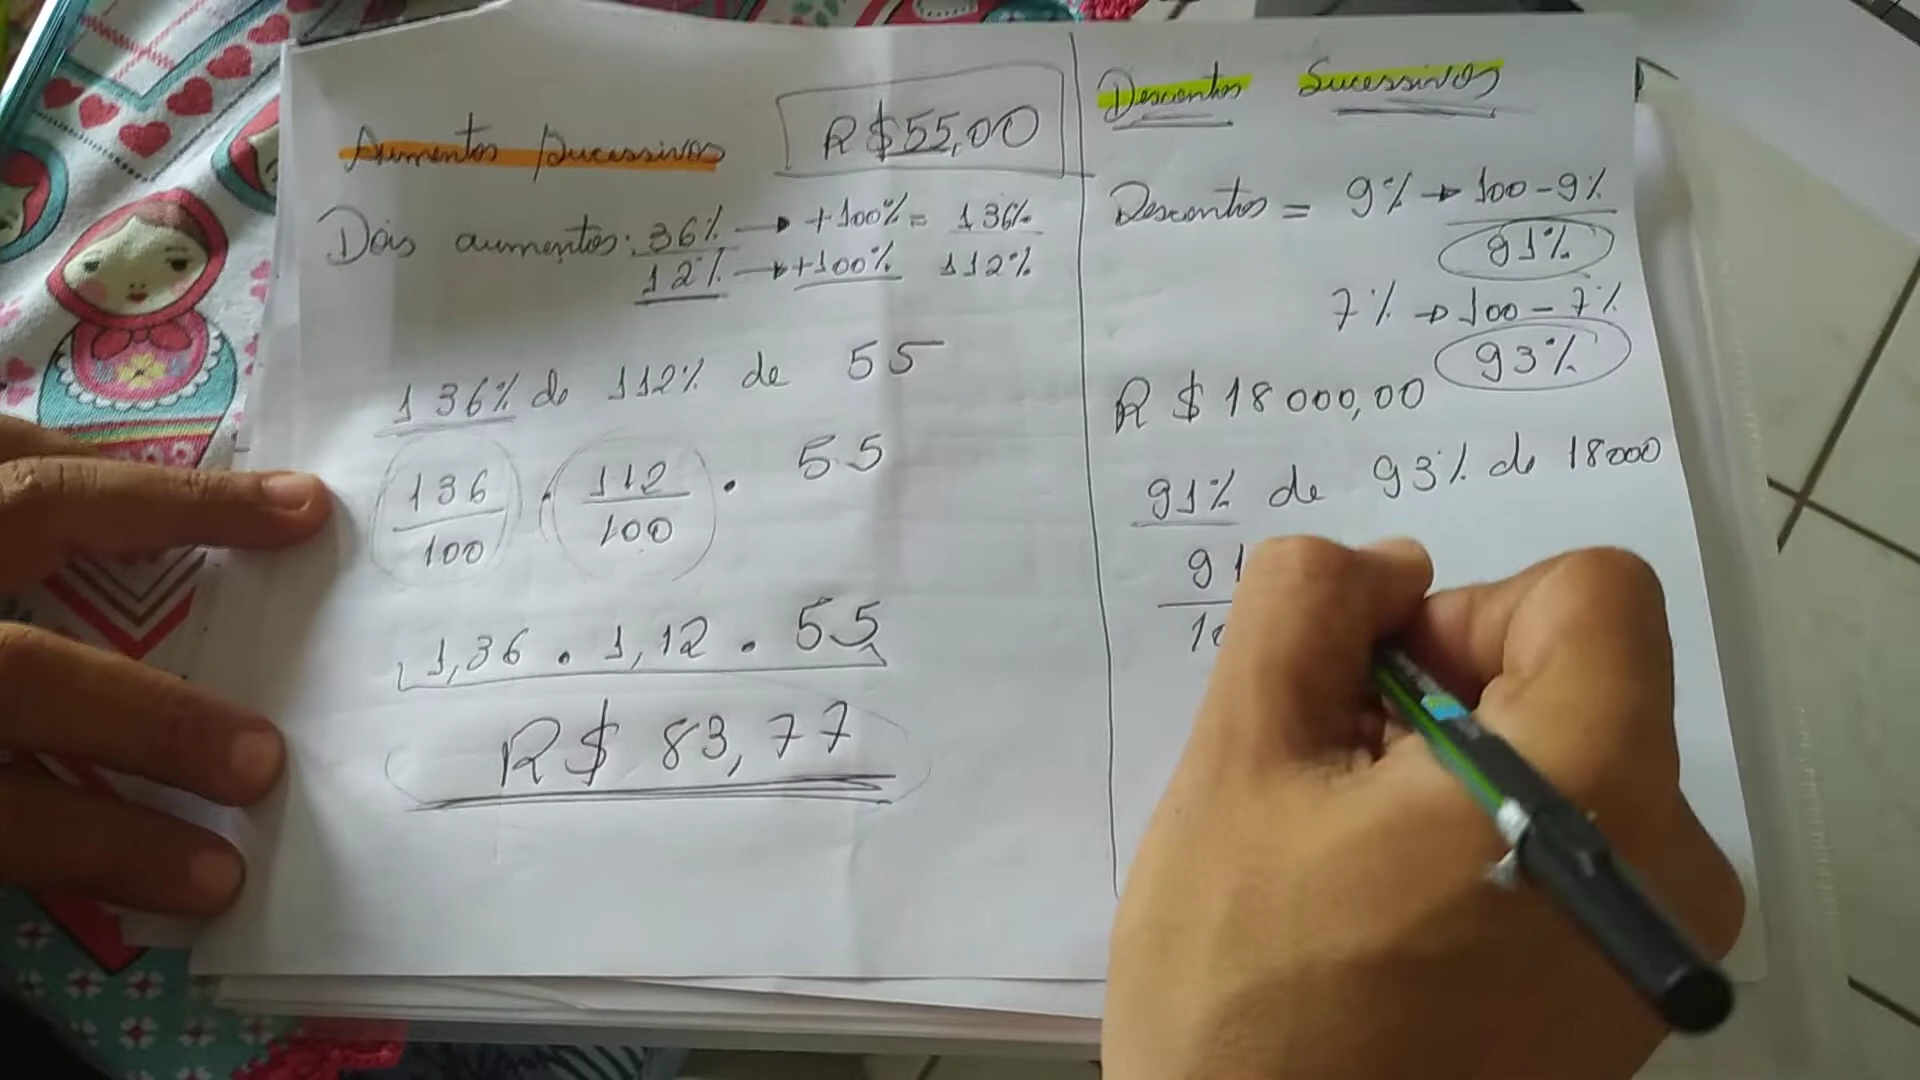 Aumentos Sucessivos
R$55,00
Dois aumentos: 36% → +100% = 136%
12% → +100% 112%
136% de 112% de 55
136/100 · 112/100 · 55
1,36 . 1,12 . 55
R$ 83,77
Descontos Sucessivos
Descontos = 9% → 100-9%
91%
7% → 100-7%
93%
R$18000,00
91% de 93% de 18000
91